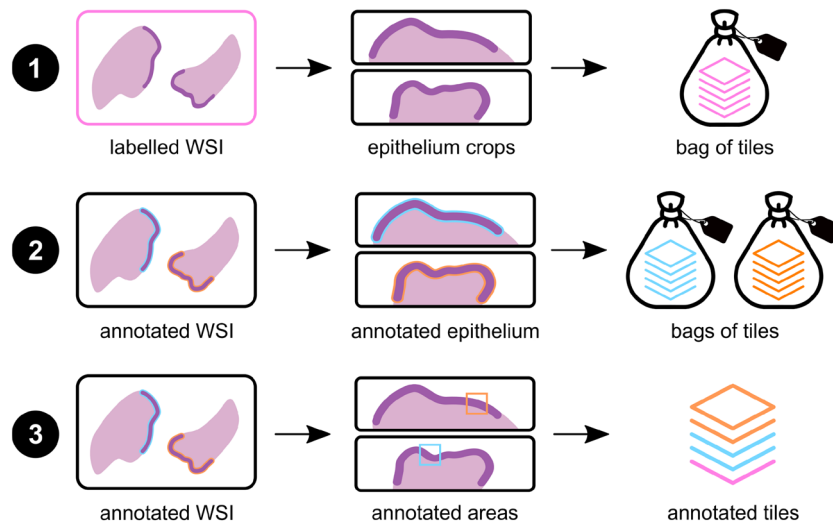 1
labelled WSI
epithelium crops
bag of tiles
2
annotated WSI
annotated epithelium
bags of tiles
3
annotated WSI
annotated areas
annotated tiles